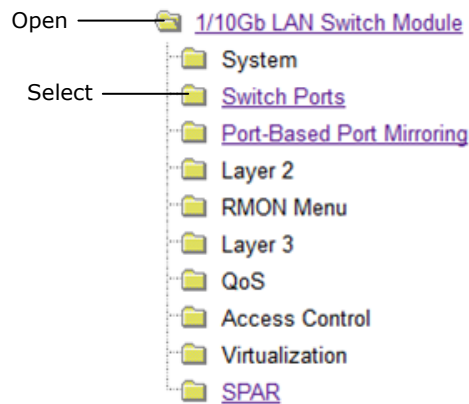 Open 1/10Gb LAN Switch Module
System
Select Switch Ports
Port-Based Port Mirroring
Layer 2
RMON Menu
Layer 3
QoS
Access Control
Virtualization
SPAR